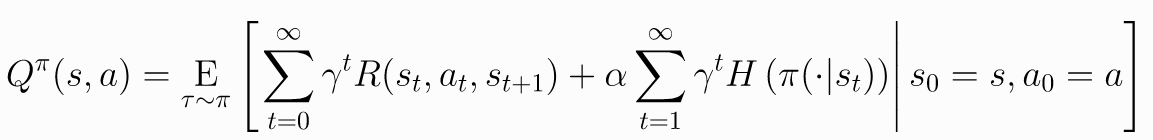 Q^π(s, a) = E_{τ∼π} [ ∑_{t=0}^{∞} γ^t R(s_t, a_t, s_{t+1}) + α ∑_{t=1}^{∞} γ^t H (π(·|s_t)) | s_0 = s, a_0 = a ]